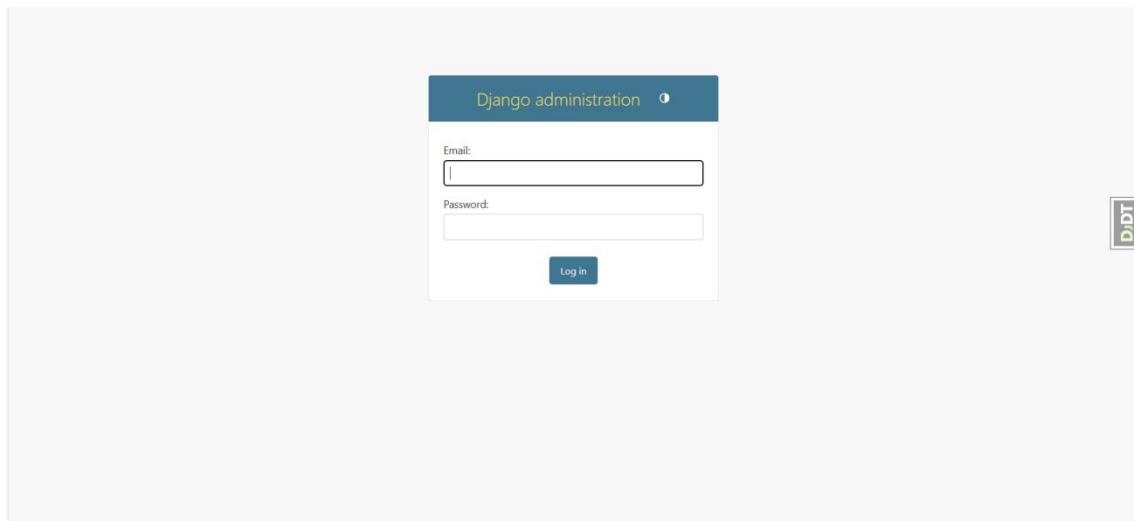 Django administration
Email:
Password:
Log in
DjDT